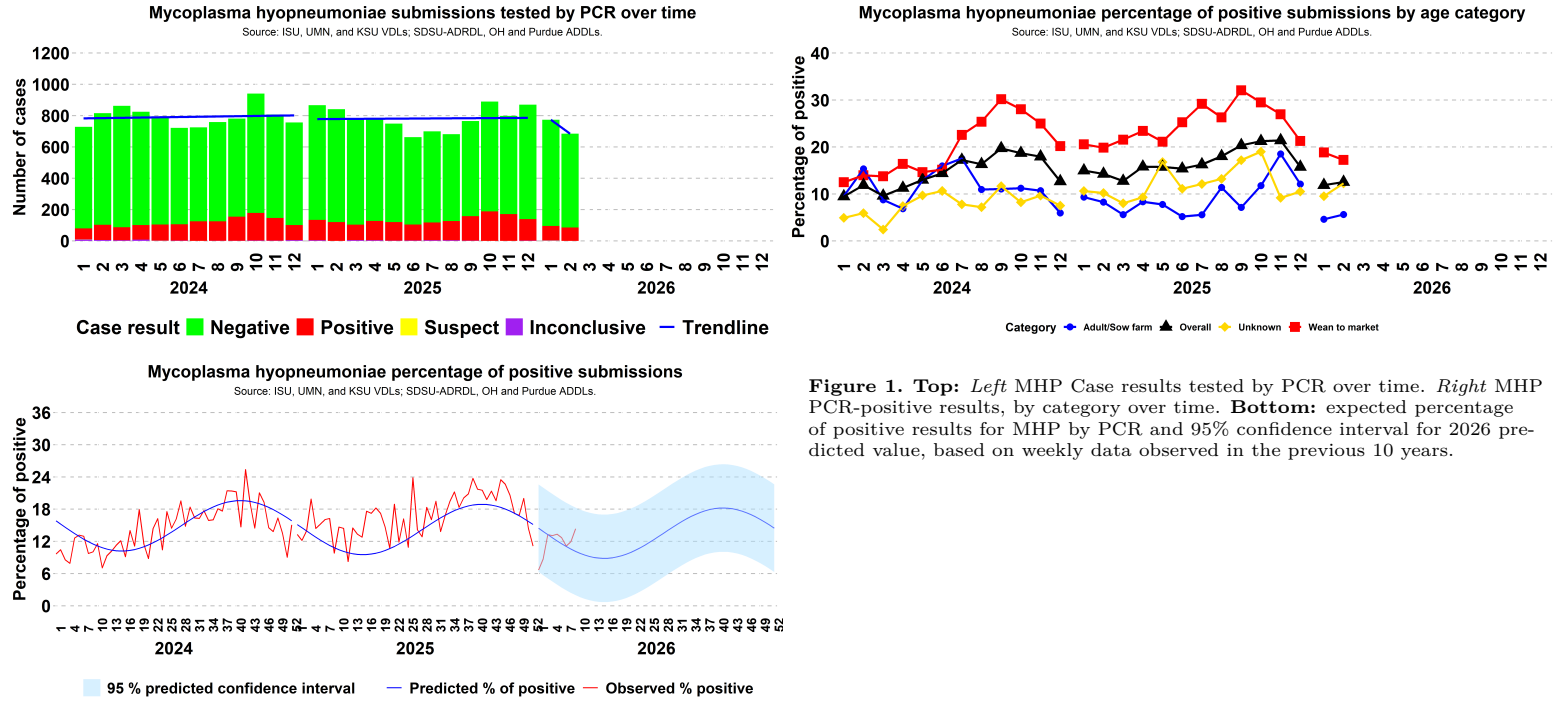 Mycoplasma hyopneumoniae submissions tested by PCR over time
Source: ISU, UMN, and KSU VDLs; SDSU-ADRDL, OH and Purdue ADDLs.
Number of cases
1200
1000
800
600
400
200
0
1 2 3 4 5 6 7 8 9 10 11 12 1 2 3 4 5 6 7 8 9 10 11 12 1 2 3 4 5 6 7 8 9 10 11 12
2024 2025 2026
Case result Negative Positive Suspect Inconclusive Trendline
Mycoplasma hyopneumoniae percentage of positive submissions by age category
Source: ISU, UMN, and KSU VDLs; SDSU-ADRDL, OH and Purdue ADDLs.
Percentage of positive
40
30
20
10
0
1 2 3 4 5 6 7 8 9 10 11 12 1 2 3 4 5 6 7 8 9 10 11 12 1 2 3 4 5 6 7 8 9 10 11 12
2024 2025 2026
Category Adult/Sow farm Overall Unknown Wean to market
Mycoplasma hyopneumoniae percentage of positive submissions
Source: ISU, UMN, and KSU VDLs; SDSU-ADRDL, OH and Purdue ADDLs.
Percentage of positive
36
30
24
18
12
6
0
1 4 7 10 13 16 19 22 25 28 31 34 37 40 43 46 49 52 1 4 7 10 13 16 19 22 25 28 31 34 37 40 43 46 49 52 1 4 7 10 13 16 19 22 25 28 31 34 37 40 43 46 49 52
2024 2025 2026
95 % predicted confidence interval Predicted % of positive Observed % positive
Figure 1. Top: Left MHP Case results tested by PCR over time. Right MHP
PCR-positive results, by category over time. Bottom: expected percentage
of positive results for MHP by PCR and 95% confidence interval for 2026 pre-
dicted value, based on weekly data observed in the previous 10 years.